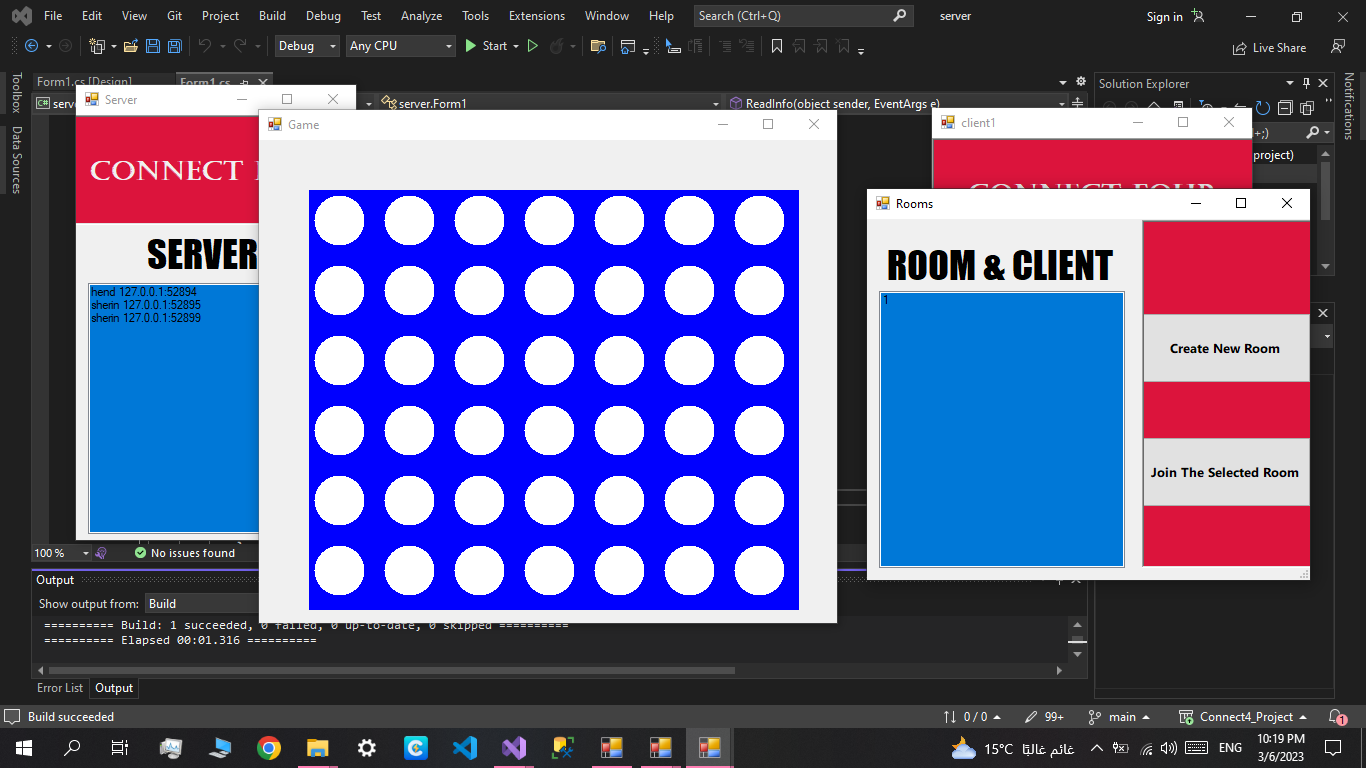 File Edit View Git Project Build Debug Test Analyze Tools Extensions Window Help Search (Ctrl+Q) server Sign in
Debug Any CPU Start Live Share
Toolbox
Data Sources
Form1.cs [Design] Form1.cs
server.Form1
ReadInfo(object sender, EventArgs e)
Solution Explorer
Notifications
project)
Server
CONNECT
SERVER
hend 127.0.0.1:52894
sherin 127.0.0.1:52895
sherin 127.0.0.1:52899
Game
client1
CONNECT FOUR
Rooms
ROOM & CLIENT
1
Create New Room
Join The Selected Room
100 % No issues found
Output
Show output from: Build
========== Build: 1 succeeded, 0 failed, 0 up-to-date, 0 skipped ==========
========== Elapsed 00:01.316 ==========
Error List Output
Build succeeded 0 / 0 99+ main Connect4_Project 1
15°C غائم غالبًا ENG 10:19 PM
3/6/2023